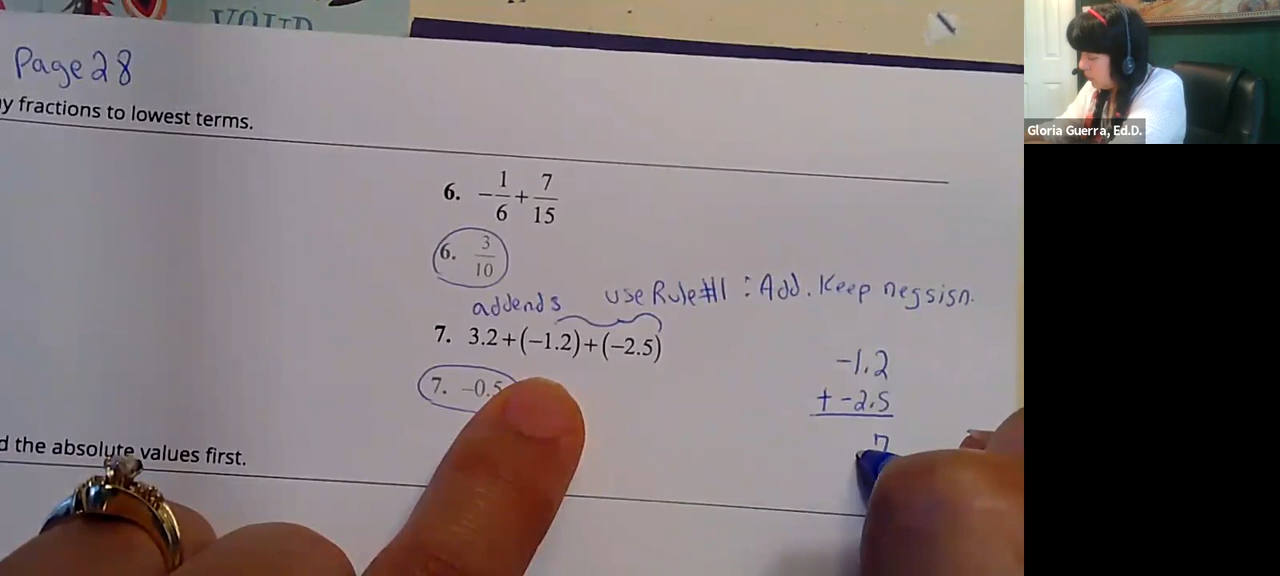 VOID
Page 28
y fractions to lowest terms.
6. -1/6 + 7/15
6. 3/10
addends use Rule #1 : Add. Keep neg sign.
7. 3.2+(−1.2)+(−2.5)
7. -0.5
-1.2
+ -2.5
7
d the absolute values first.
Gloria Guerra, Ed.D.